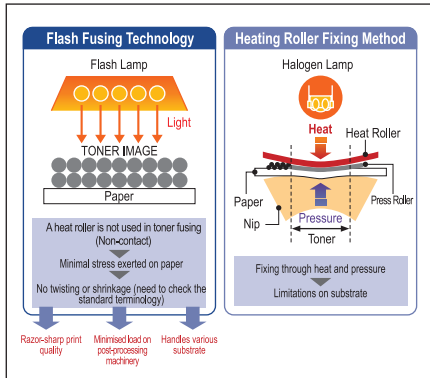 Flash Fusing Technology
Flash Lamp
Light
TONER IMAGE
Paper
A heat roller is not used in toner fusing
(Non-contact)
Minimal stress exerted on paper
No twisting or shrinkage (need to check the
standard terminology)
Razor-sharp print
quality
Minimised load on
post-processing
machinery
Handles various
substrate
Heating Roller Fixing Method
Halogen Lamp
Heat
Heat Roller
Paper
Press Roller
Nip
Pressure
Toner
Fixing through heat and pressure
Limitations on substrate